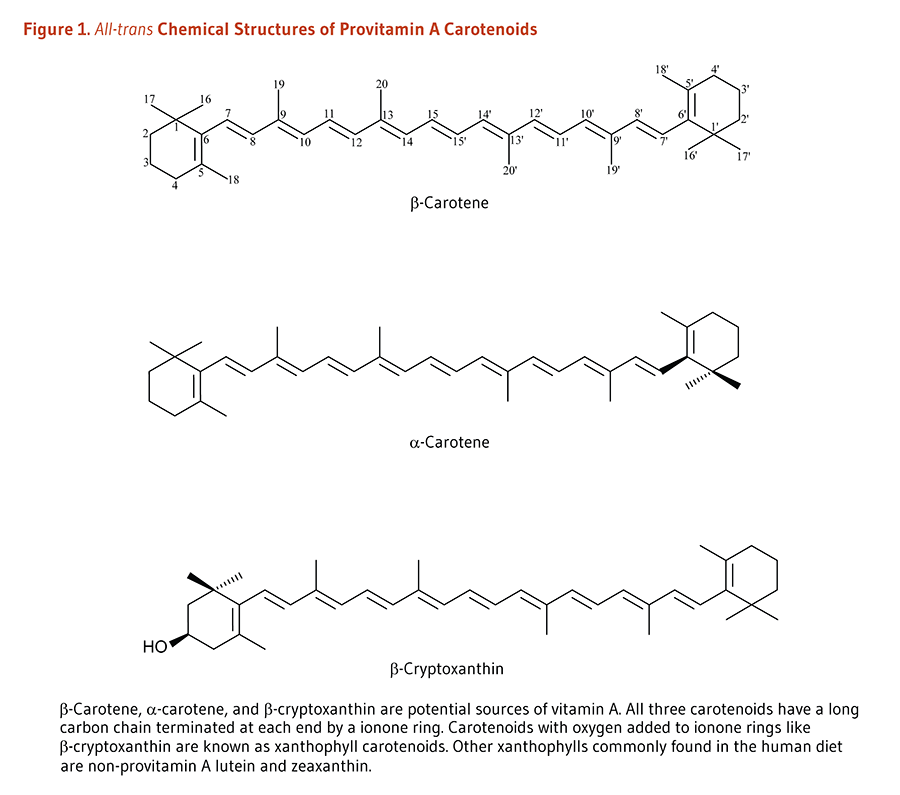 Figure 1. All-trans Chemical Structures of Provitamin A Carotenoids
18' 4'
19 20 5' 3'
17 16
7 9 11 13 15 14' 12' 10' 8' 6' 2'
1 1'
2 6 8 10 12 14 15' 13' 11' 9' 7'
3 5 16' 17'
4 18 20' 19'
β-Carotene
α-Carotene
HO
β-Cryptoxanthin
β-Carotene, α-carotene, and β-cryptoxanthin are potential sources of vitamin A. All three carotenoids have a long
carbon chain terminated at each end by a ionone ring. Carotenoids with oxygen added to ionone rings like
β-cryptoxanthin are known as xanthophyll carotenoids. Other xanthophylls commonly found in the human diet
are non-provitamin A lutein and zeaxanthin.